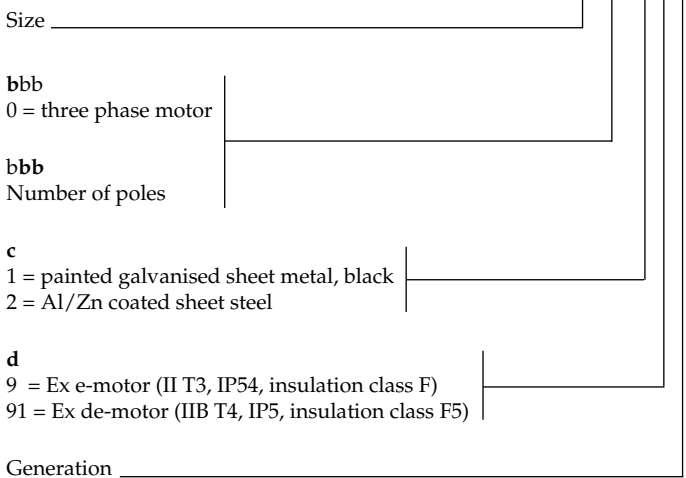 Size
bbb
0 = three phase motor
bbb
Number of poles
c
1 = painted galvanised sheet metal, black
2 = Al/Zn coated sheet steel
d
9 = Ex e-motor (II T3, IP54, insulation class F)
91 = Ex de-motor (IIB T4, IP5, insulation class F5)
Generation